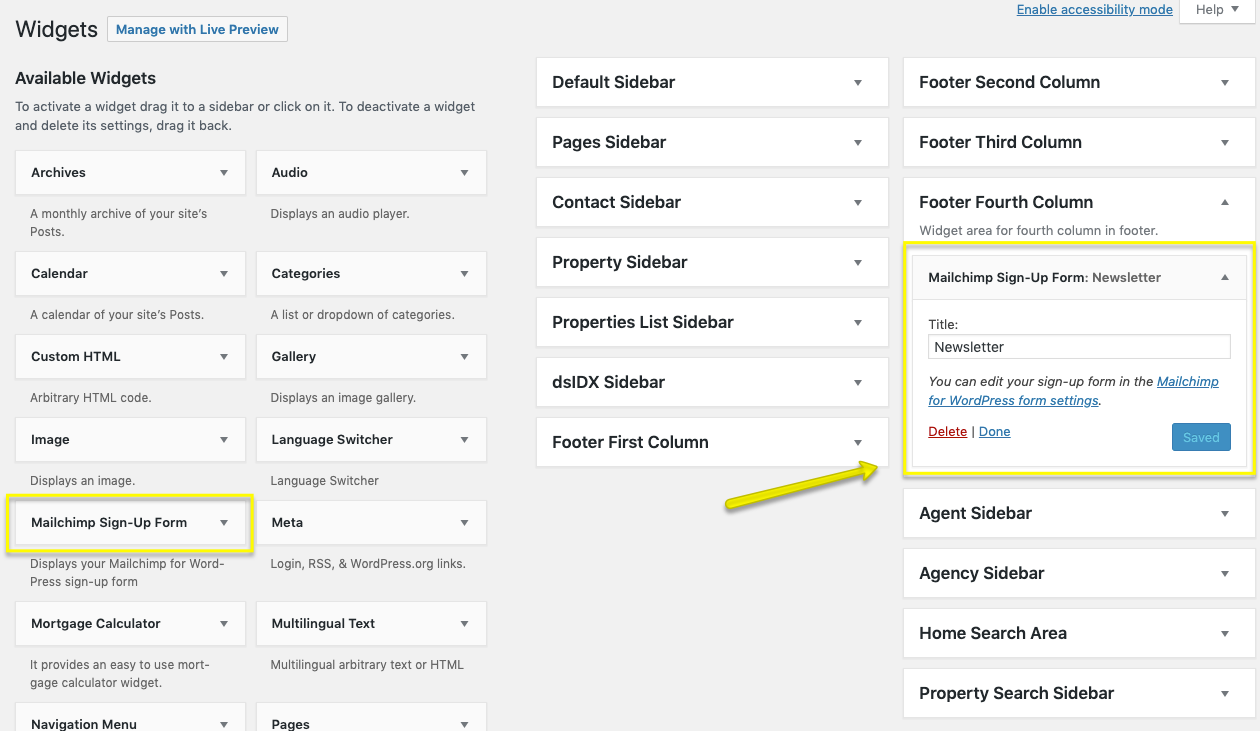 Enable accessibility mode
Help
Widgets
Manage with Live Preview
Available Widgets
To activate a widget drag it to a sidebar or click on it. To deactivate a widget
and delete its settings, drag it back.
Archives
Audio
A monthly archive of your site’s
Posts.
Displays an audio player.
Calendar
Categories
A calendar of your site’s Posts.
A list or dropdown of categories.
Custom HTML
Gallery
Arbitrary HTML code.
Displays an image gallery.
Image
Language Switcher
Displays an image.
Language Switcher
Mailchimp Sign-Up Form
Meta
Displays your Mailchimp for Word-
Press sign-up form
Login, RSS, & WordPress.org links.
Mortgage Calculator
Multilingual Text
It provides an easy to use mort-
gage calculator widget.
Multilingual arbitrary text or HTML
Navigation Menu
Pages
Default Sidebar
Pages Sidebar
Contact Sidebar
Property Sidebar
Properties List Sidebar
dsIDX Sidebar
Footer First Column
Footer Second Column
Footer Third Column
Footer Fourth Column
Widget area for fourth column in footer.
Mailchimp Sign-Up Form: Newsletter
Title:
Newsletter
You can edit your sign-up form in the Mailchimp
for WordPress form settings.
Delete | Done
Saved
Agent Sidebar
Agency Sidebar
Home Search Area
Property Search Sidebar